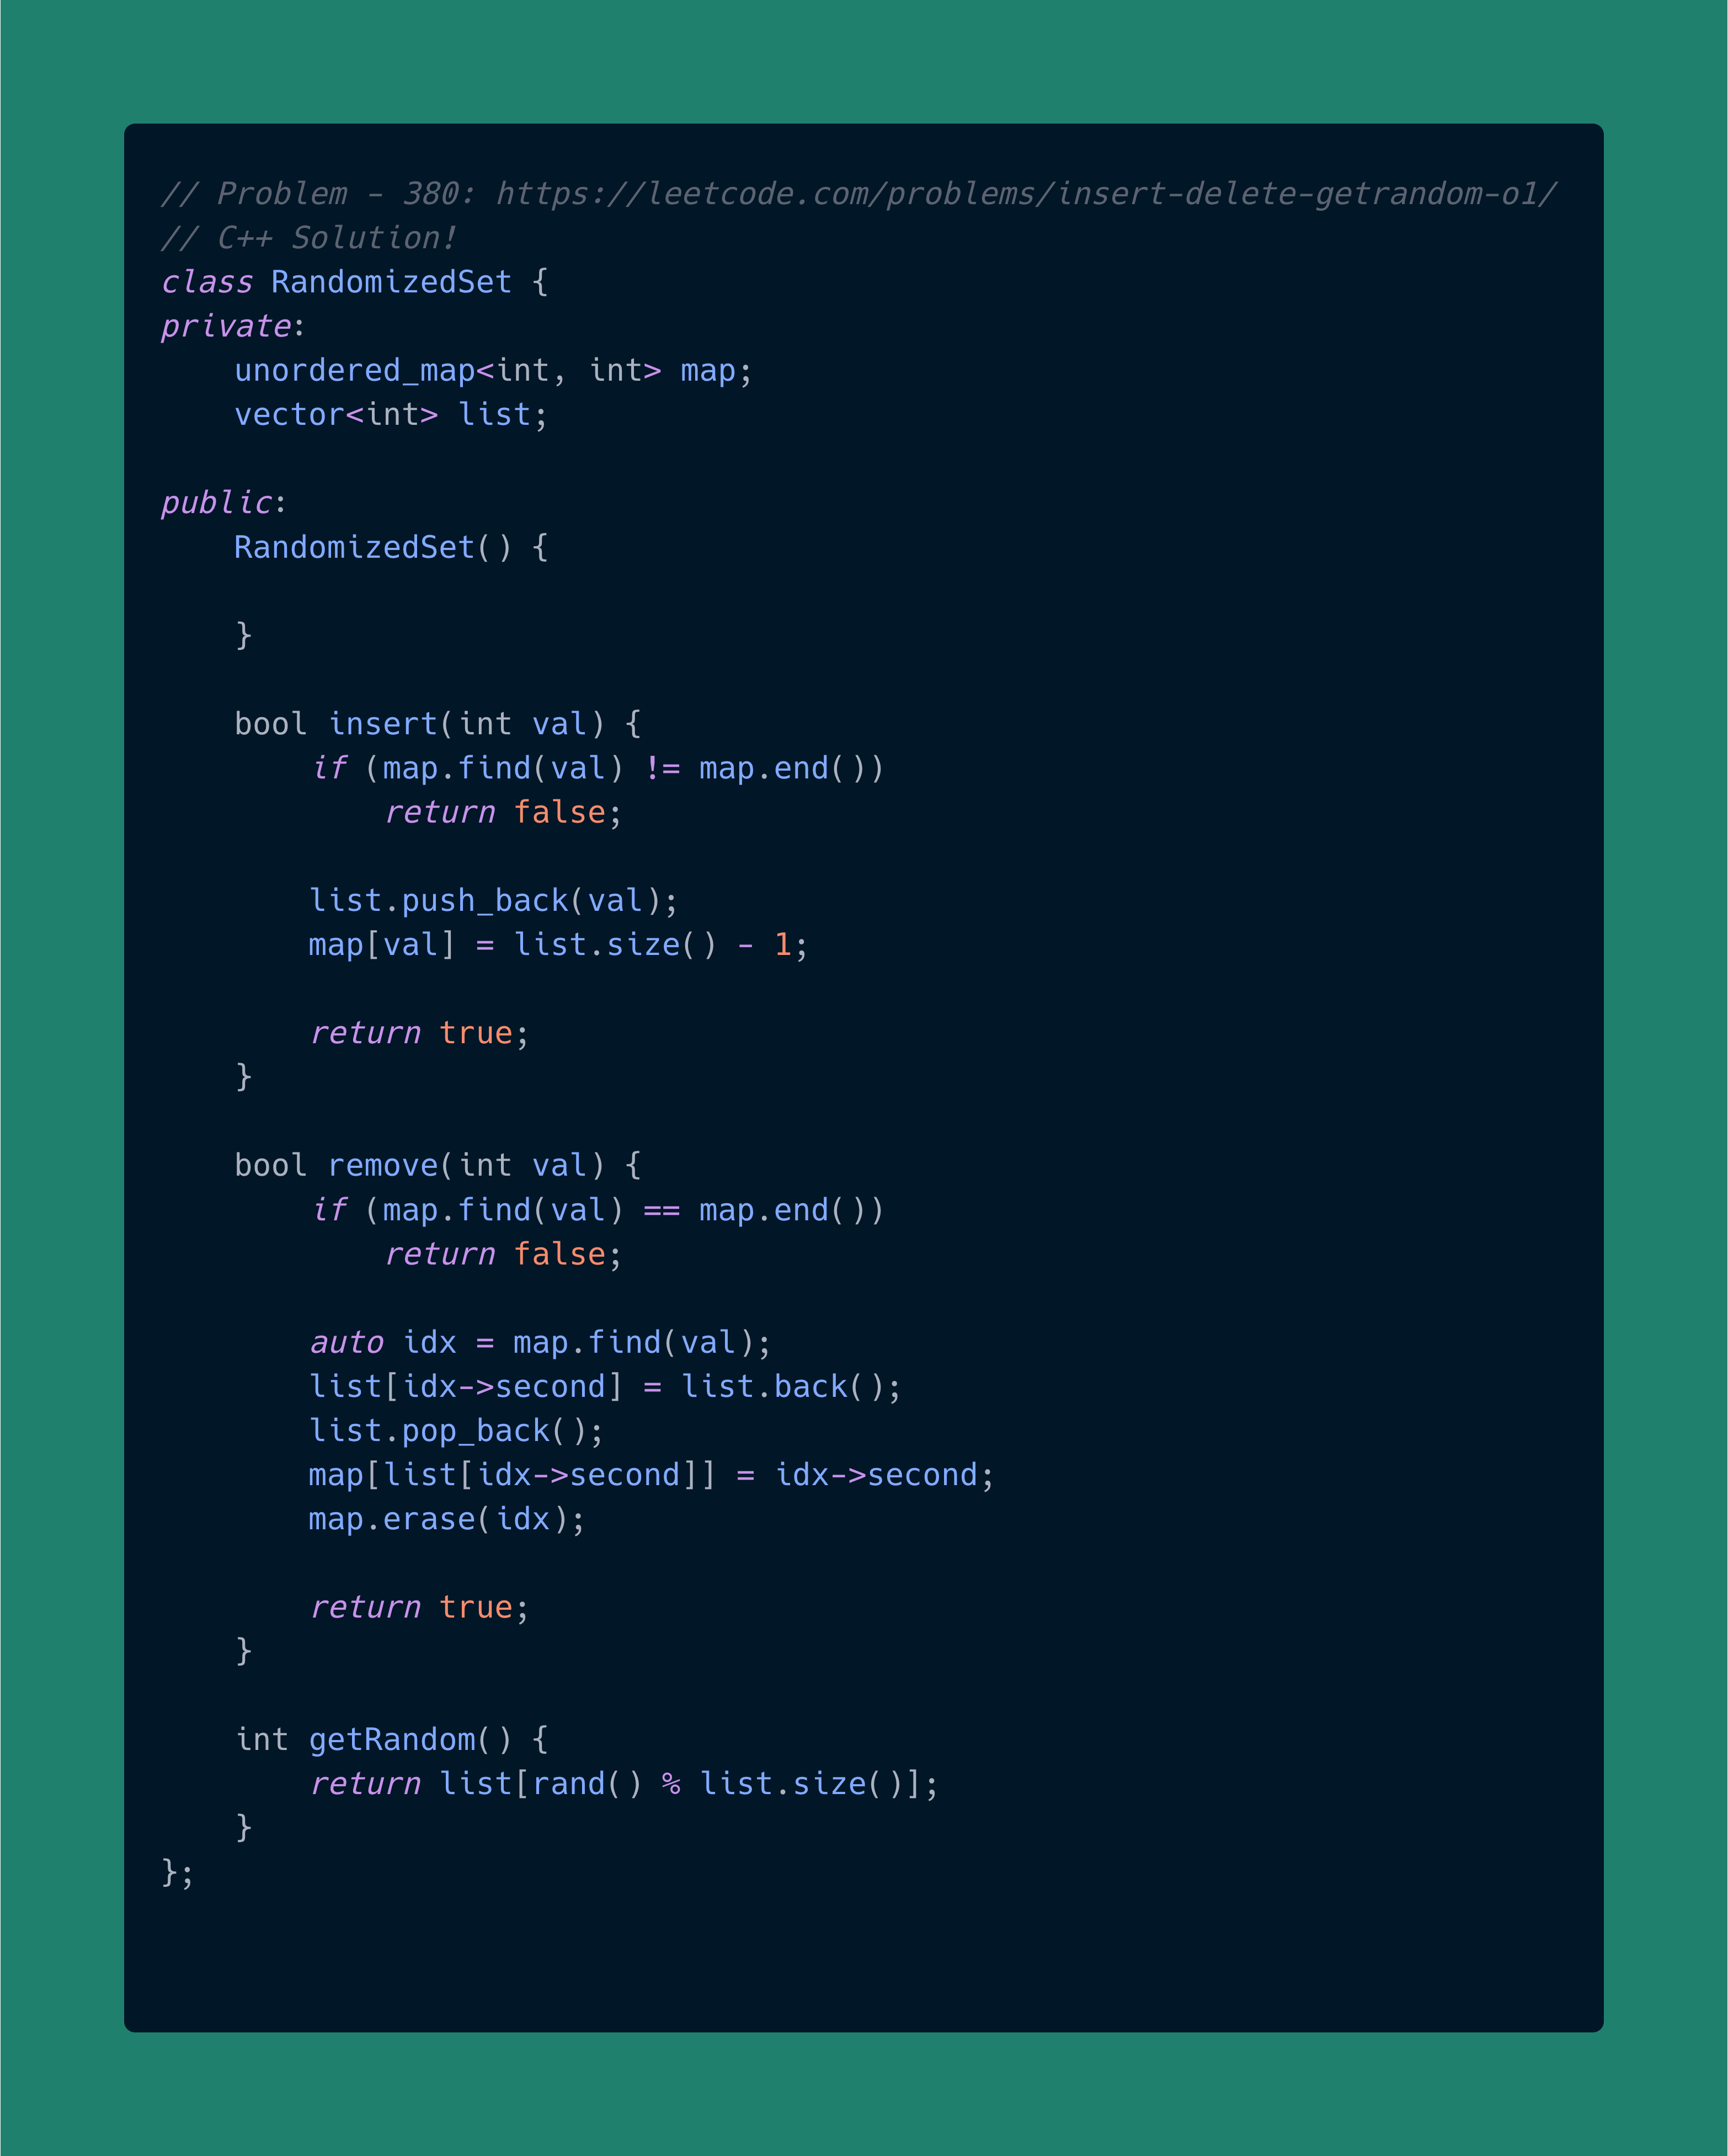 // Problem - 380: https://leetcode.com/problems/insert-delete-getrandom-o1/
// C++ Solution!
class RandomizedSet {
private:
    unordered_map<int, int> map;
    vector<int> list;

public:
    RandomizedSet() {

    }

    bool insert(int val) {
        if (map.find(val) != map.end())
            return false;

        list.push_back(val);
        map[val] = list.size() - 1;

        return true;
    }

    bool remove(int val) {
        if (map.find(val) == map.end())
            return false;

        auto idx = map.find(val);
        list[idx->second] = list.back();
        list.pop_back();
        map[list[idx->second]] = idx->second;
        map.erase(idx);

        return true;
    }

    int getRandom() {
        return list[rand() % list.size()];
    }
};